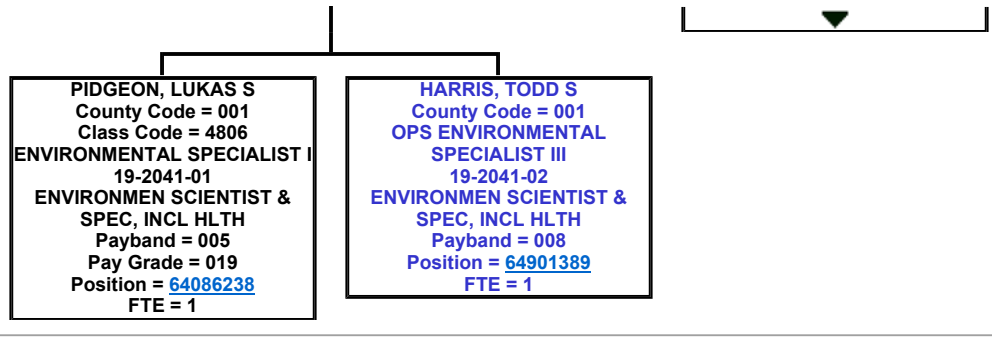 PIDGEON, LUKAS S
County Code = 001
Class Code = 4806
ENVIRONMENTAL SPECIALIST I
19-2041-01
ENVIRONMEN SCIENTIST &
SPEC, INCL HLTH
Payband = 005
Pay Grade = 019
Position = 64086238
FTE = 1
HARRIS, TODD S
County Code = 001
OPS ENVIRONMENTAL
SPECIALIST III
19-2041-02
ENVIRONMEN SCIENTIST &
SPEC, INCL HLTH
Payband = 008
Position = 64901389
FTE = 1